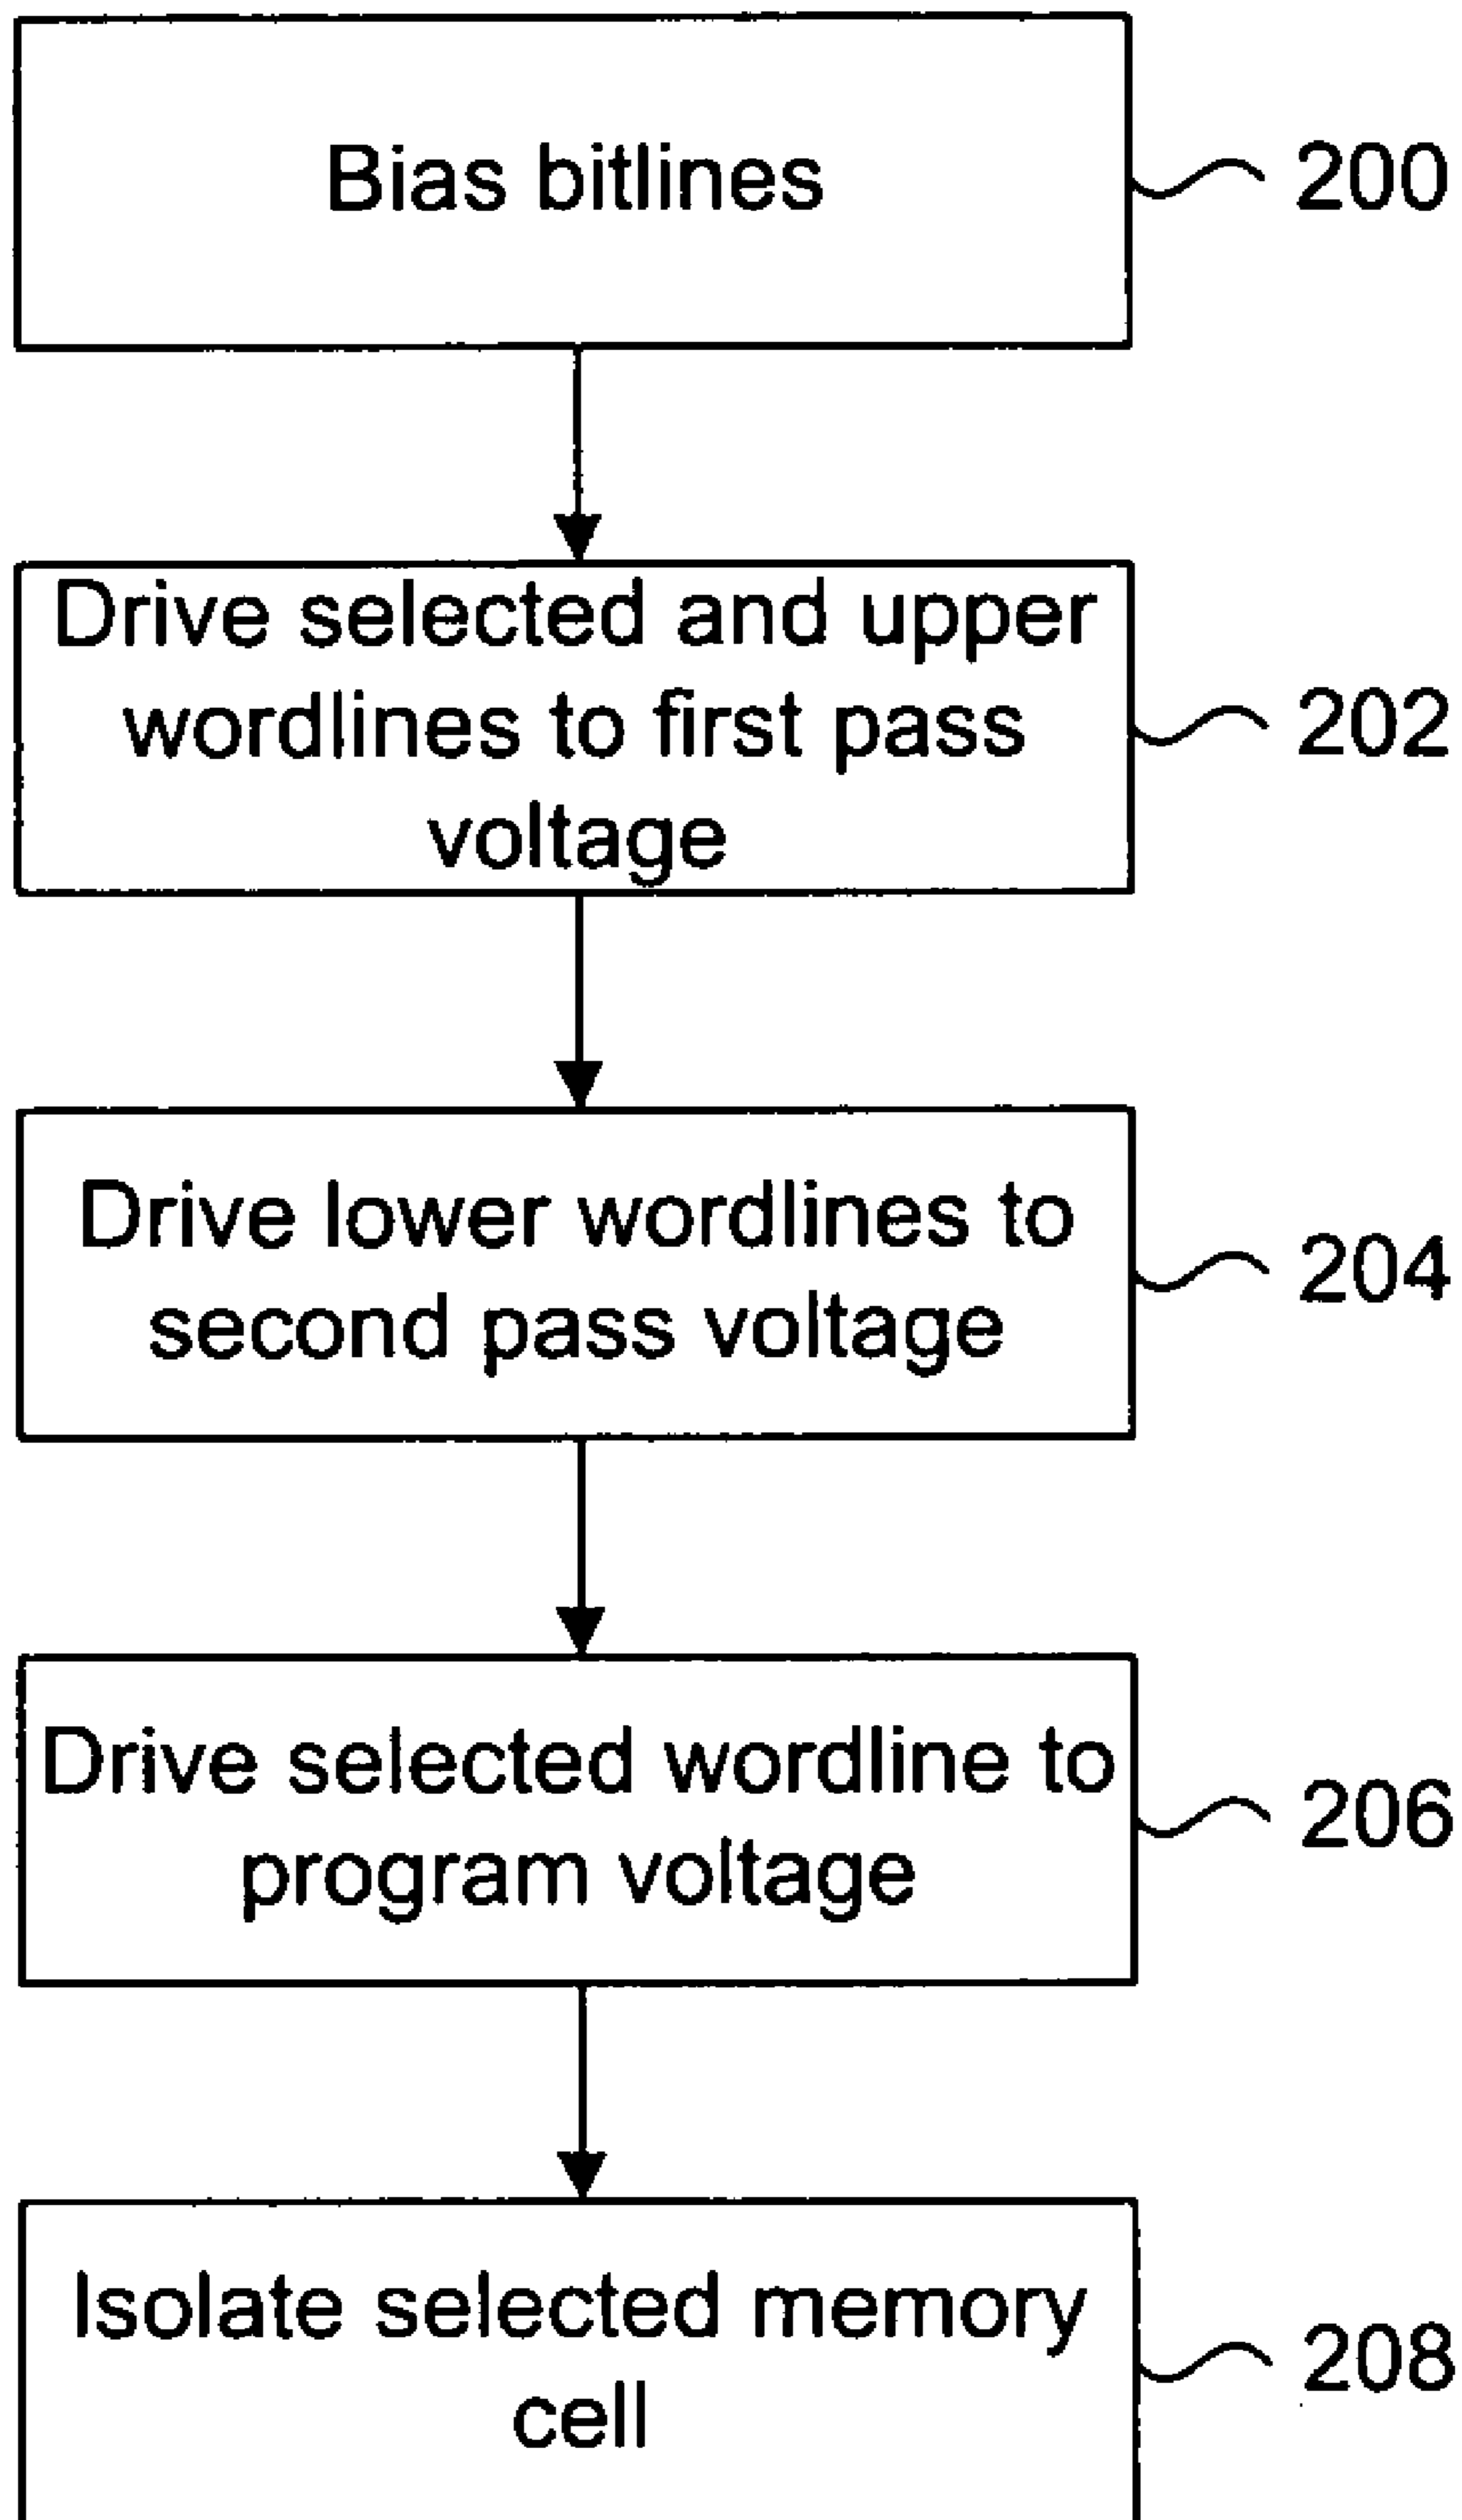 Bias bitlines
200
Drive selected and upper
wordlines to first pass
voltage
202
Drive lower wordlines to
second pass voltage
204
Drive selected wordline to
program voltage
206
Isolate selected memory
cell
208